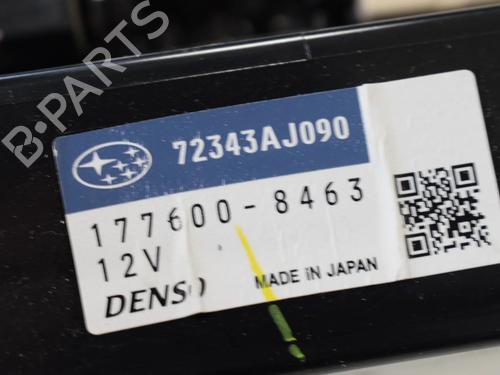 B-PARTS
72343AJ090
177600-8463
12V
DENSO
MADE iN JAPAN